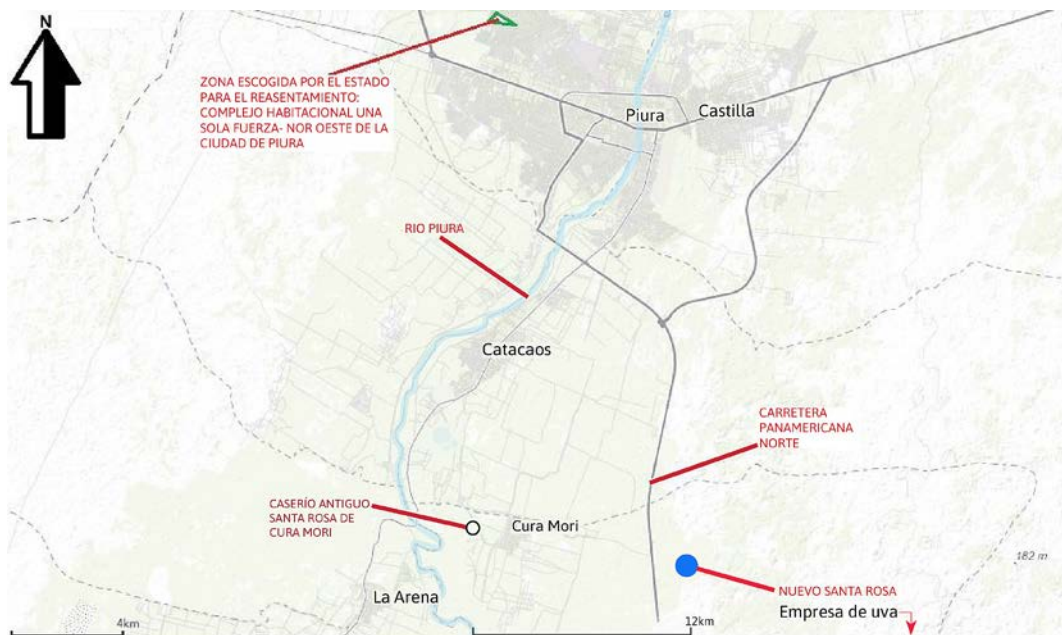 N
ZONA ESCOGIDA POR EL ESTADO
PARA EL REASENTAMIENTO:
COMPLEJO HABITACIONAL UNA
SOLA FUERZA- NOR OESTE DE LA
CIUDAD DE PIURA
Piura
Castilla
RIO PIURA
Catacaos
CARRETERA
PANAMERICANA
NORTE
CASERÍO ANTIGUO
SANTA ROSA DE
CURA MORI
Cura Mori
182 m
La Arena
NUEVO SANTA ROSA
Empresa de uva
4km
12km